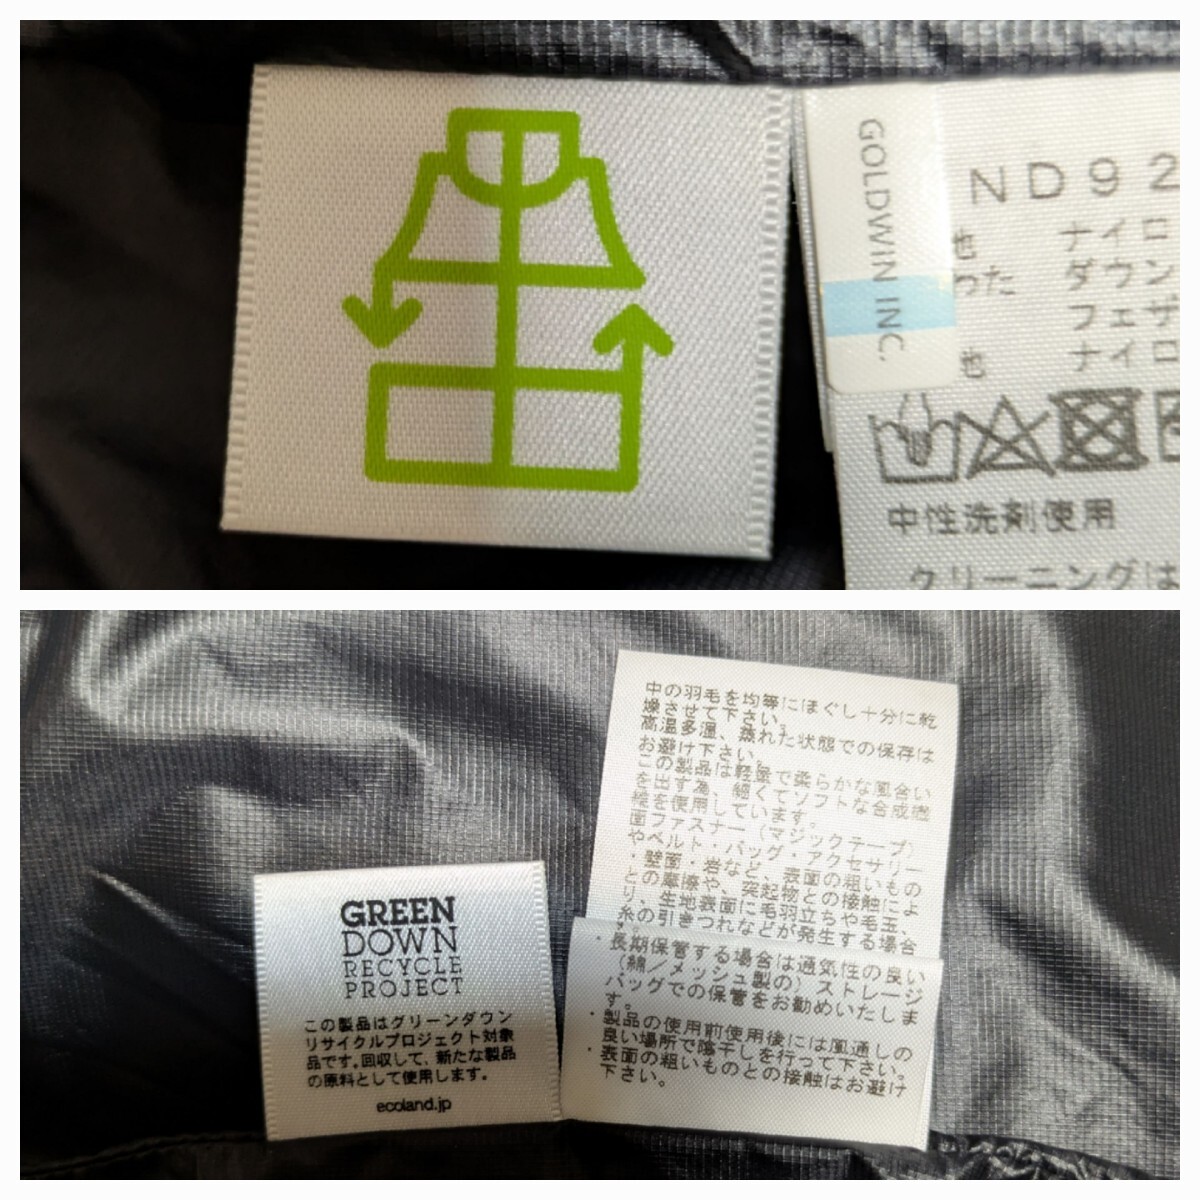 GOLDWIN INC.
ND92
地 ナイロ
わた ダウン
フェザ
地 ナイロ
中性洗剤使用
クリーニングは
GREEN
DOWN
RECYCLE
PROJECT
この製品はグリーンダウン
リサイクルプロジェクト対象
品です。回収して、新たな製品
の原料として使用します。
ecoland.jp
中の羽毛を均等にほぐし十分に乾
燥させて下さい。
高温多湿、蒸れた状態での保存は
お避け下さい。
この製品は軽量で柔らかな風合い
を出す為、細くてソフトな合成繊
維を使用しています。
面ファスナー（マジックテープ）
やベルト・バッグ・アクセサリー
・壁面・岩など、表面の粗いもの
との摩擦や、突起物との接触によ
り、生地表面に毛羽立ちや毛玉、
糸の引きつれなどが発生する場合
・長期保管する場合は通気性の良い
（綿／メッシュ製の）ストレージ
バッグでの保管をお勧めいたしま
す。
・製品の使用前使用後には風通しの
良い場所で陰干しを行って下さい。
・表面の粗いものとの接触はお避け
下さい。